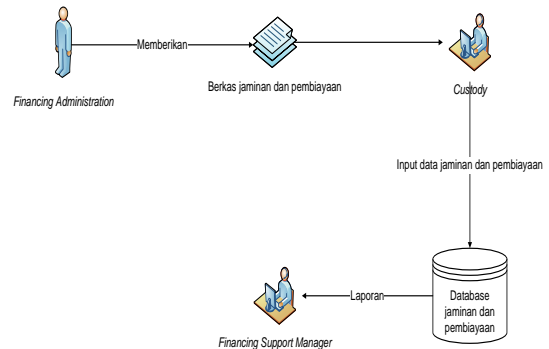 Memberikan
Financing Administration
Berkas jaminan dan pembiayaan
Custody
Input data jaminan dan pembiayaan
Laporan
Database
jaminan dan
pembiayaan
Financing Support Manager